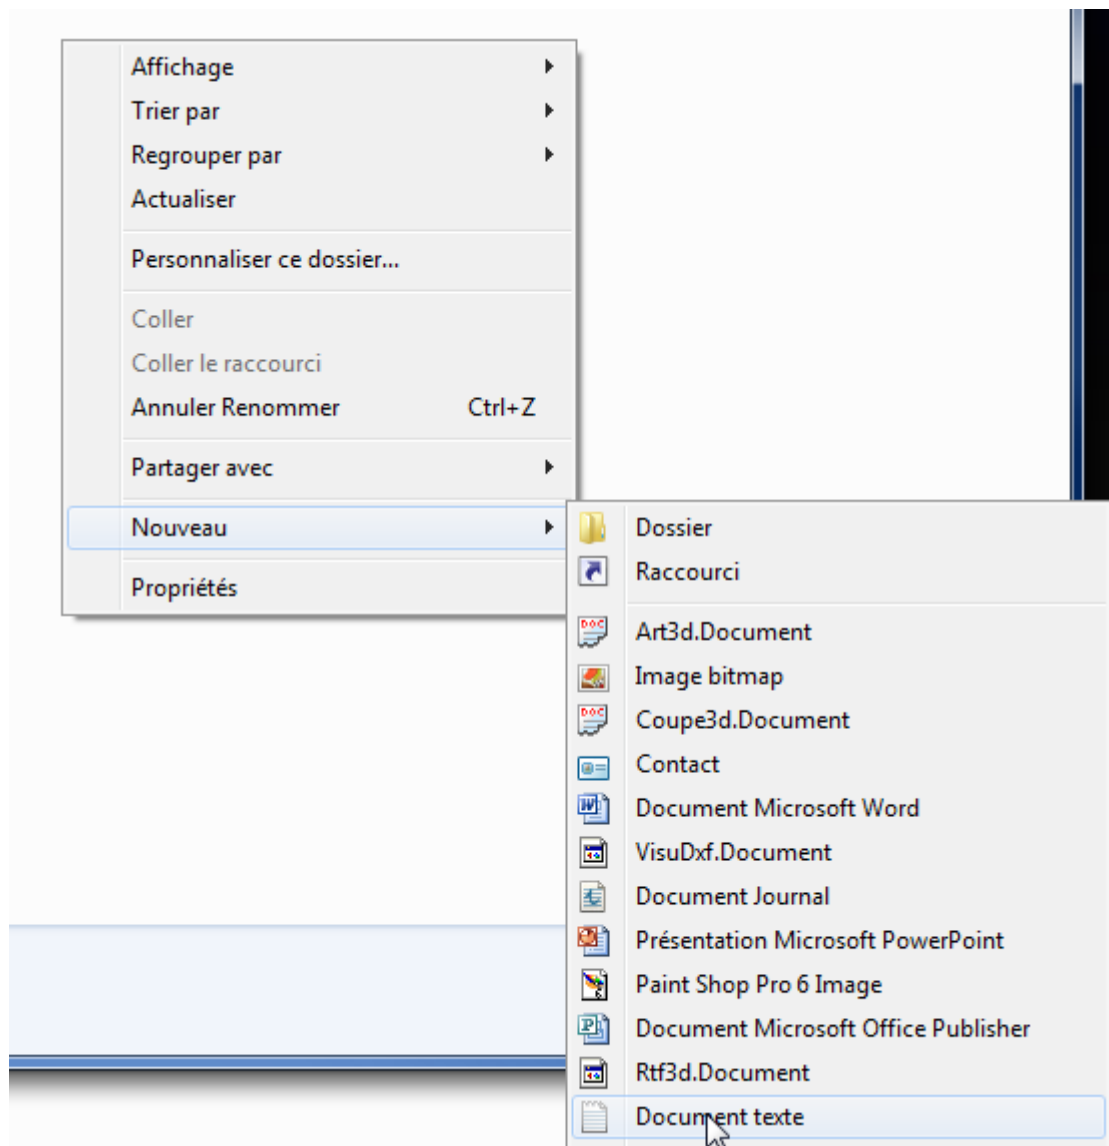 Affichage
Trier par
Regrouper par
Actualiser
Personnaliser ce dossier...
Coller
Coller le raccourci
Annuler Renommer Ctrl+Z
Partager avec
Nouveau
Propriétés
Dossier
Raccourci
Art3d.Document
Image bitmap
Coupe3d.Document
Contact
Document Microsoft Word
VisuDxf.Document
Document Journal
Présentation Microsoft PowerPoint
Paint Shop Pro 6 Image
Document Microsoft Office Publisher
Rtf3d.Document
Document texte